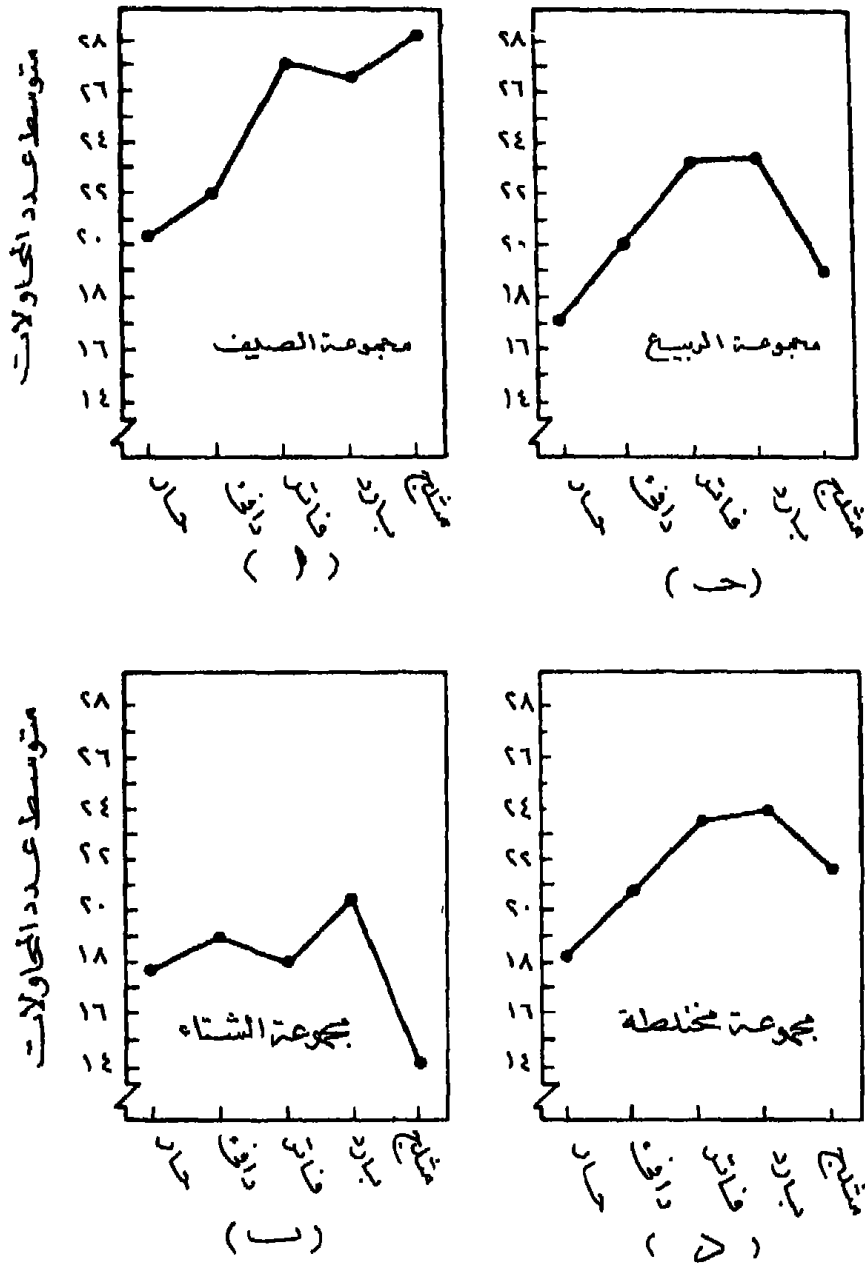 متوسط عدد المحاولات
٢٨
٢٦
٢٤
٢٢
٢٠
١٨
١٦
١٤
مجموعة الصيف
حار
دافئ
فاتر
بارد
مثلج
( أ )
٢٨
٢٦
٢٤
٢٢
٢٠
١٨
١٦
١٤
مجموعة الربيع
حار
دافئ
فاتر
بارد
مثلج
( حـ )
متوسط عدد المحاولات
٢٨
٢٦
٢٤
٢٢
٢٠
١٨
١٦
١٤
مجموعة الشتاء
حار
دافئ
فاتر
بارد
مثلج
( ب )
٢٨
٢٦
٢٤
٢٢
٢٠
١٨
١٦
١٤
مجموعة مختلطة
حار
دافئ
فاتر
بارد
مثلج
( د )